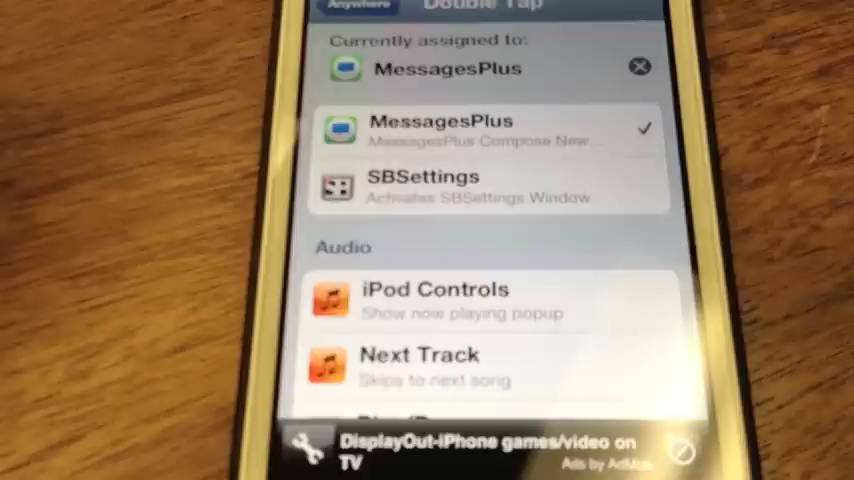 Anywhere
Double Tap
Currently assigned to:
MessagesPlus
MessagesPlus
MessagesPlus Compose New...
SBSettings
Activates SBSettings Window
Audio
iPod Controls
Show now playing popup
Next Track
Skips to next song
DisplayOut-iPhone games/video on
TV
Ads by AdMob